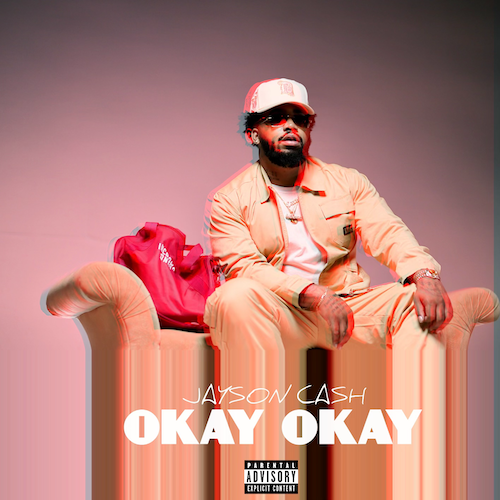 JAYSON CASH
OKAY OKAY
PARENTAL
ADVISORY
EXPLICIT CONTENT